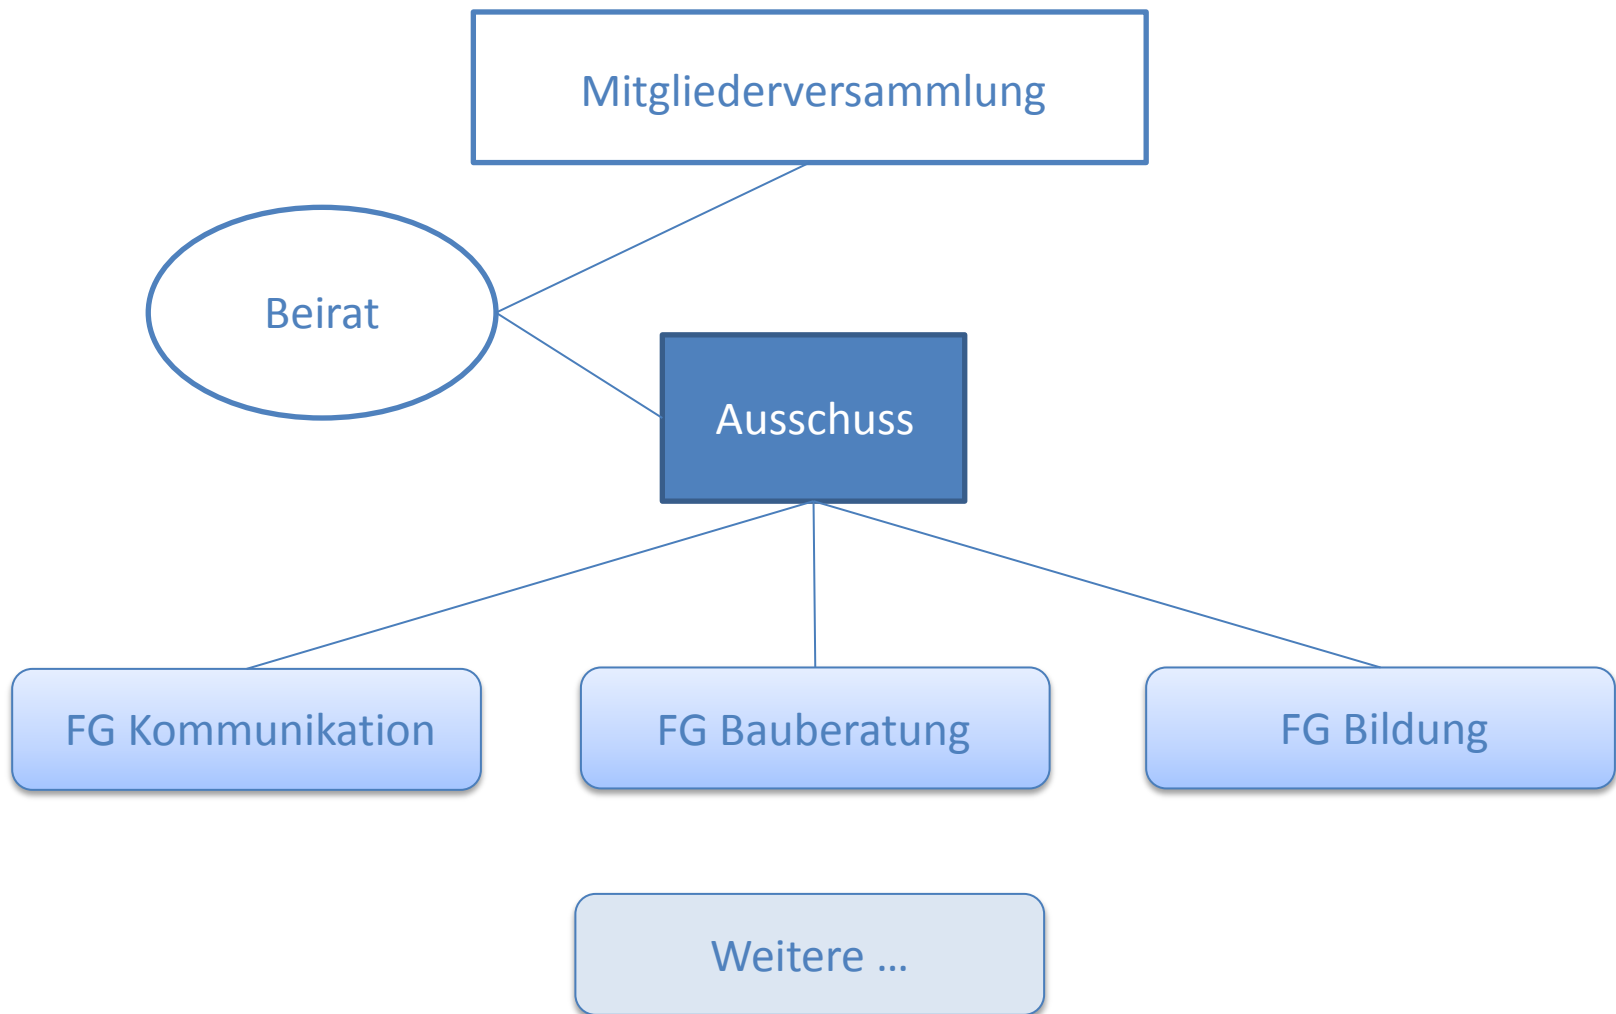 Mitgliederversammlung
Beirat
Ausschuss
FG Kommunikation
FG Bauberatung
FG Bildung
Weitere …